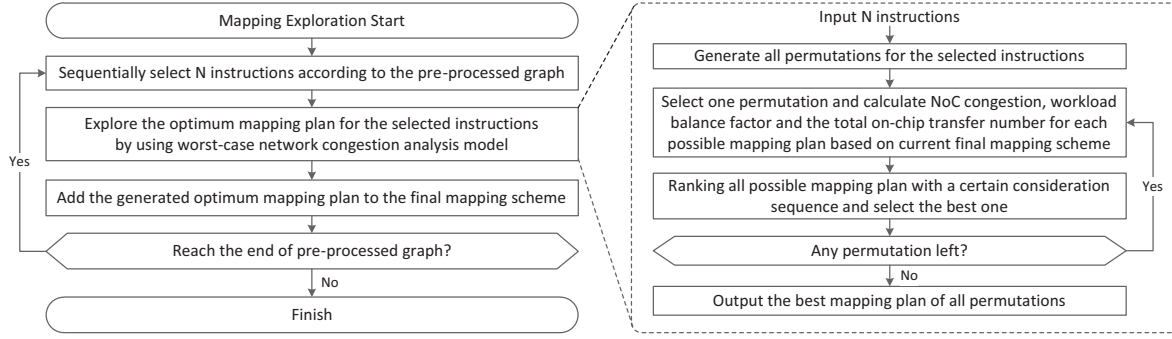 Mapping Exploration Start
Sequentially select N instructions according to the pre-processed graph
Explore the optimum mapping plan for the selected instructions
by using worst-case network congestion analysis model
Add the generated optimum mapping plan to the final mapping scheme
Yes
Reach the end of pre-processed graph?
No
Finish
Input N instructions
Generate all permutations for the selected instructions
Select one permutation and calculate NoC congestion, workload
balance factor and the total on-chip transfer number for each
possible mapping plan based on current final mapping scheme
Ranking all possible mapping plan with a certain consideration
sequence and select the best one
Yes
Any permutation left?
No
Output the best mapping plan of all permutations